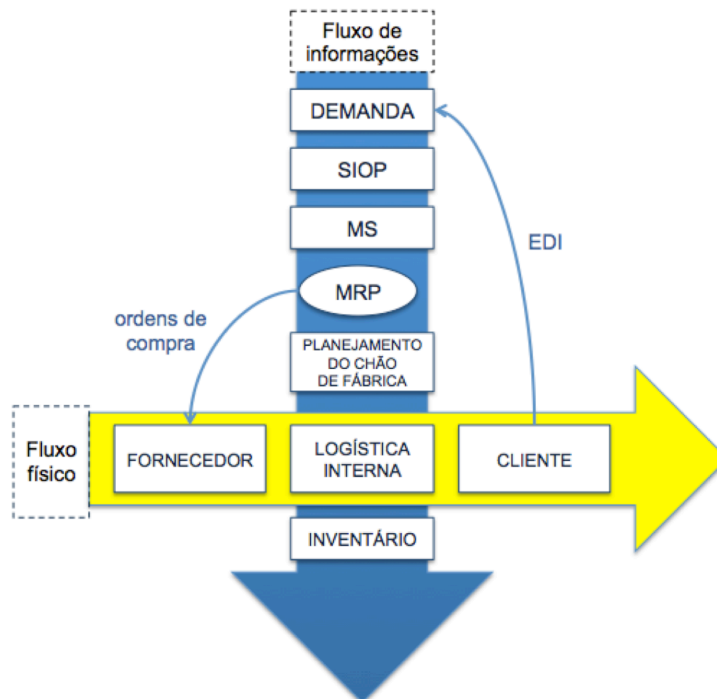 Fluxo de
informações
DEMANDA
SIOP
MS
EDI
MRP
ordens de
compra
PLANEJAMENTO
DO CHÃO
DE FÁBRICA
Fluxo
físico
FORNECEDOR
LOGÍSTICA
INTERNA
CLIENTE
INVENTÁRIO